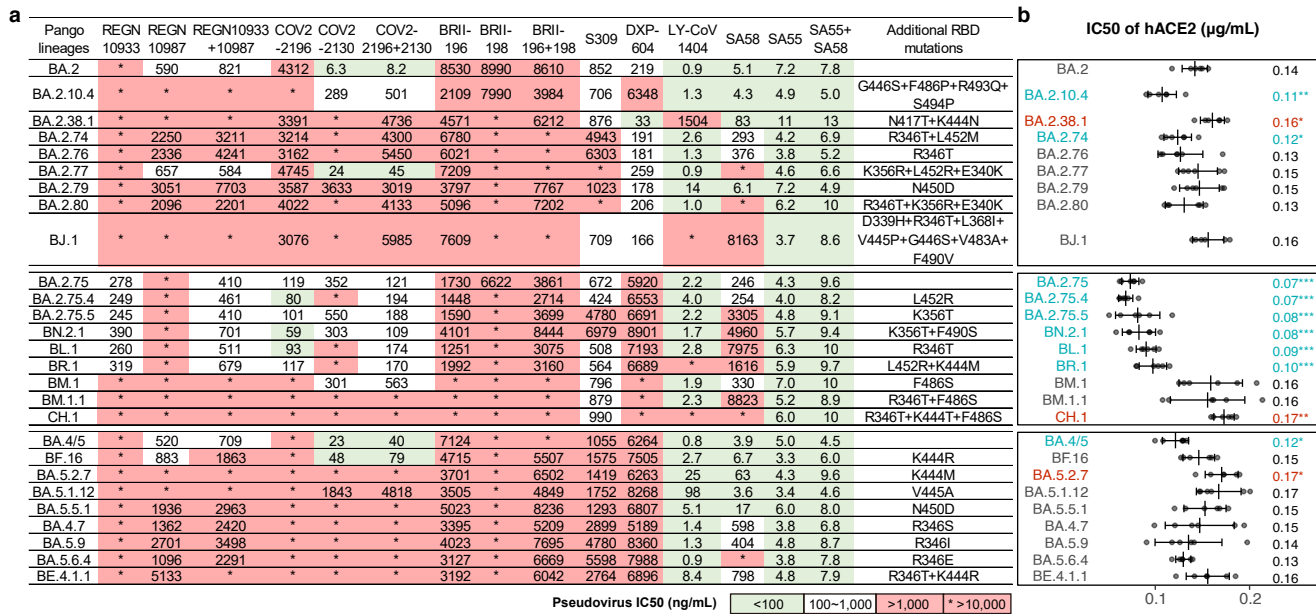 a
Pango lineages REGN 10933 REGN 10987 REGN10933 +10987 COV2 -2196 COV2 -2130 COV2- 2196+2130 BRII- 196 BRII- 198 BRII- 196+198 S309 DXP- 604 LY-CoV 1404 SA58 SA55 SA55+ SA58 Additional RBD mutations
BA.2 * 590 821 4312 6.3 8.2 8530 8990 8610 852 219 0.9 5.1 7.2 7.8
BA.2.10.4 * * * * 289 501 2109 7990 3984 706 6348 1.3 4.3 4.9 5.0 G446S+F486P+R493Q+
S494P
BA.2.38.1 * * * 3391 * 4736 4571 * 6212 876 33 1504 83 11 13 N417T+K444N
BA.2.74 * 2250 3211 3214 * 4300 6780 * * 4943 191 2.6 293 4.2 6.9 R346T+L452M
BA.2.76 * 2336 4241 3162 * 5450 6021 * * 6303 181 1.3 376 3.8 5.2 R346T
BA.2.77 * 657 584 4745 24 45 7209 * * * 259 0.9 * 4.6 6.6 K356R+L452R+E340K
BA.2.79 * 3051 7703 3587 3633 3019 3797 * 7767 1023 178 14 6.1 7.2 4.9 N450D
BA.2.80 * 2096 2201 4022 * 4133 5096 * 7202 * 206 1.0 * 6.2 10 R346T+K356R+E340K
BJ.1 * * * 3076 * 5985 7609 * * 709 166 * 8163 3.7 8.6 D339H+R346T+L368I+
V445P+G446S+V483A+
F490V
BA.2.75 278 * 410 119 352 121 1730 6622 3861 672 5920 2.2 246 4.3 9.6
BA.2.75.4 249 * 461 80 * 194 1448 * 2714 424 6553 4.0 254 4.0 8.2 L452R
BA.2.75.5 245 * 410 101 550 188 1590 * 3699 4780 6691 2.2 3305 4.8 9.1 K356T
BN.2.1 390 * 701 59 303 109 4101 * 8444 6979 8901 1.7 4960 5.7 9.4 K356T+F490S
BL.1 260 * 511 93 * 174 1251 * 3075 508 7193 2.8 7975 6.3 10 R346T
BR.1 319 * 679 117 * 170 1992 * 3160 564 6689 * 1616 5.9 9.7 L452R+K444M
BM.1 * * * * 301 563 * * * 796 * 1.9 330 7.0 10 F486S
BM.1.1 * * * * * * * * * 879 * 2.3 8823 5.2 8.9 R346T+F486S
CH.1 * * * * * * * * * 990 * * * 6.0 10 R346T+K444T+F486S
BA.4/5 * 520 709 * 23 40 7124 * * 1055 6264 0.8 3.9 5.0 4.5
BF.16 * 883 1863 * 48 79 4715 * 5507 1575 7505 2.7 6.7 3.3 6.0 K444R
BA.5.2.7 * * * * * * 3701 * 6502 1419 6263 25 63 4.3 9.6 K444M
BA.5.1.12 * * * * 1843 4818 3505 * 4849 1752 8268 98 3.6 3.4 4.6 V445A
BA.5.5.1 * 1936 2963 * * * 5023 * 8236 1293 6807 5.1 17 6.0 8.0 N450D
BA.4.7 * 1362 2420 * * * 3395 * 5209 2899 5189 1.4 598 3.8 6.8 R346S
BA.5.9 * 2701 3498 * * * 4023 * 7695 4780 8360 1.3 404 4.8 8.7 R346I
BA.5.6.4 * 1096 2291 * * * 3127 * 6669 5598 7988 0.9 * 3.8 7.8 R346E
BE.4.1.1 * 5133 * * * * 3192 * 6042 2764 6896 8.4 798 4.8 7.9 R346T+K444R
Pseudovirus IC50 (ng/mL) <100 100~1,000 >1,000 * >10,000
b
IC50 of hACE2 (μg/mL)
BA.2 0.14
BA.2.10.4 0.11**
BA.2.38.1 0.16*
BA.2.74 0.12*
BA.2.76 0.13
BA.2.77 0.15
BA.2.79 0.15
BA.2.80 0.13
BJ.1 0.16
BA.2.75 0.07***
BA.2.75.4 0.07***
BA.2.75.5 0.08***
BN.2.1 0.08***
BL.1 0.09***
BR.1 0.10***
BM.1 0.16
BM.1.1 0.16
CH.1 0.17**
BA.4/5 0.12*
BF.16 0.15
BA.5.2.7 0.17*
BA.5.1.12 0.17
BA.5.5.1 0.15
BA.4.7 0.15
BA.5.9 0.14
BA.5.6.4 0.13
BE.4.1.1 0.16
0.1 0.2